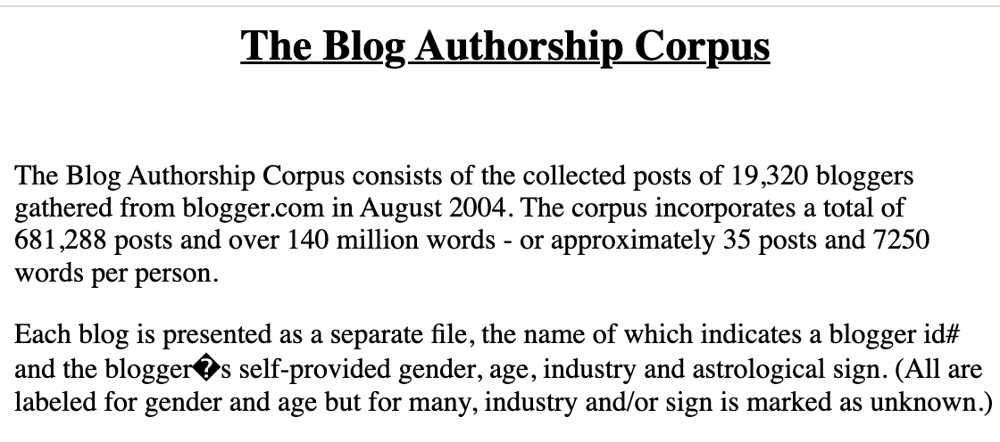 The Blog Authorship Corpus
The Blog Authorship Corpus consists of the collected posts of 19,320 bloggers
gathered from blogger.com in August 2004. The corpus incorporates a total of
681,288 posts and over 140 million words - or approximately 35 posts and 7250
words per person.
Each blog is presented as a separate file, the name of which indicates a blogger id#
and the blogger�s self-provided gender, age, industry and astrological sign. (All are
labeled for gender and age but for many, industry and/or sign is marked as unknown.)